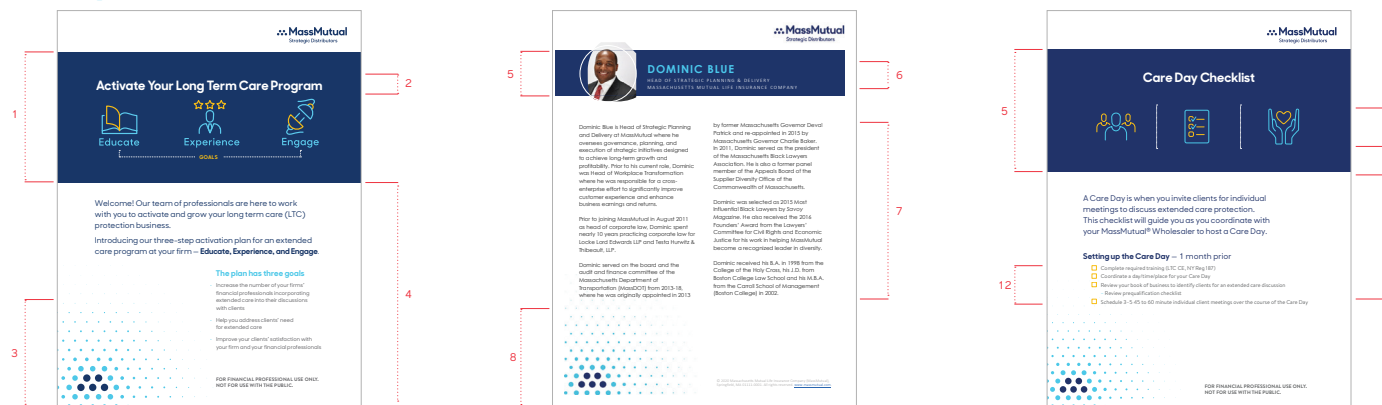 MassMutual
Strategic Distributors
1
2
Activate Your Long Term Care Program
Educate
Experience
Engage
GOALS
Welcome! Our team of professionals are here to work
with you to activate and grow your long term care (LTC)
protection business.
Introducing our three-step activation plan for an extended
care program at your firm – Educate, Experience, and Engage.
The plan has three goals
Increase the number of your firms'
financial professionals incorporating
extended care into their discussions
with clients
Help you address clients' need
for extended care
Improve your clients' satisfaction with
your firm and your financial professionals
3
4
FOR FINANCIAL PROFESSIONAL USE ONLY.
NOT FOR USE WITH THE PUBLIC.
MassMutual
Strategic Distributors
5
6
DOMINIC BLUE
HEAD OF STRATEGIC PLANNING & DELIVERY
MASSACHUSETTS MUTUAL LIFE INSURANCE COMPANY
Dominic Blue is Head of Strategic Planning
and Delivery at MassMutual where he
oversees governance, planning, and
execution of strategic initiatives designed
to achieve long-term growth and
profitability. Prior to his current role, Dominic
was Head of Workplace Transformation
where he was responsible for a cross-
enterprise effort to significantly improve
customer experience and enhance
business earnings and returns.
Prior to joining MassMutual in August 2011
as head of corporate law, Dominic spent
nearly 10 years practicing corporate law for
Locke Lord Edwards LLP and Testa Hurwitz &
Thibeault, LLP.
Dominic served on the board and the
audit and finance committee of the
Massachusetts Department of
Transportation (MassDOT) from 2013-18,
where he was originally appointed in 2013
by former Massachusetts Governor Deval
Patrick and re-appointed in 2015 by
Massachusetts Governor Charlie Baker.
In 2011, Dominic served as the president
of the Massachusetts Black Lawyers
Association. He is also a former panel
member of the Appeals Board of the
Supplier Diversity Office of the
Commonwealth of Massachusetts.
Dominic was selected as 2015 Most
Influential Black Lawyers by Savoy
Magazine. He also received the 2016
Founders' Award from the Lawyers'
Committee for Civil Rights and Economic
Justice for his work in helping MassMutual
become a recognized leader in diversity.
Dominic received his B.A. in 1998 from the
College of the Holy Cross, his J.D. from
Boston College Law School and his M.B.A.
from the Carroll School of Management
(Boston College) in 2002.
7
8
MassMutual
Strategic Distributors
5
Care Day Checklist
A Care Day is when you invite clients for individual
meetings to discuss extended care protection.
This checklist will guide you as you coordinate with
your MassMutual® Wholesaler to host a Care Day.
Setting up the Care Day – 1 month prior
12
Complete required training (LTC CE, NY Reg 187)
Coordinate a day/time/place for your Care Day
Review your book of business to identify clients for an extended care discussion
Review prequalification checklist
Schedule 3-5 45 to 60 minute individual client meetings over the course of the Care Day
FOR FINANCIAL PROFESSIONAL USE ONLY.
NOT FOR USE WITH THE PUBLIC.